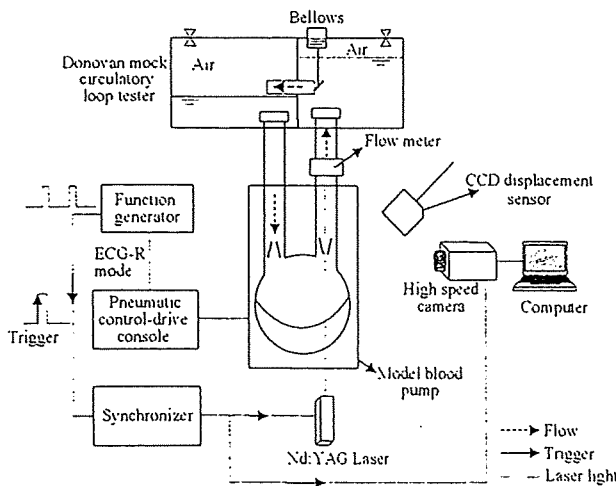 Bellows
Donovan mock
circulatory
loop tester
Air
Air
Flow meter
CCD displacement
sensor
Function
generator
ECG-R
mode
High speed
camera
Computer
Pneumatic
control-drive
console
Trigger
Model blood
pump
Synchronizer
Nd:YAG Laser
Flow
Trigger
Laser light